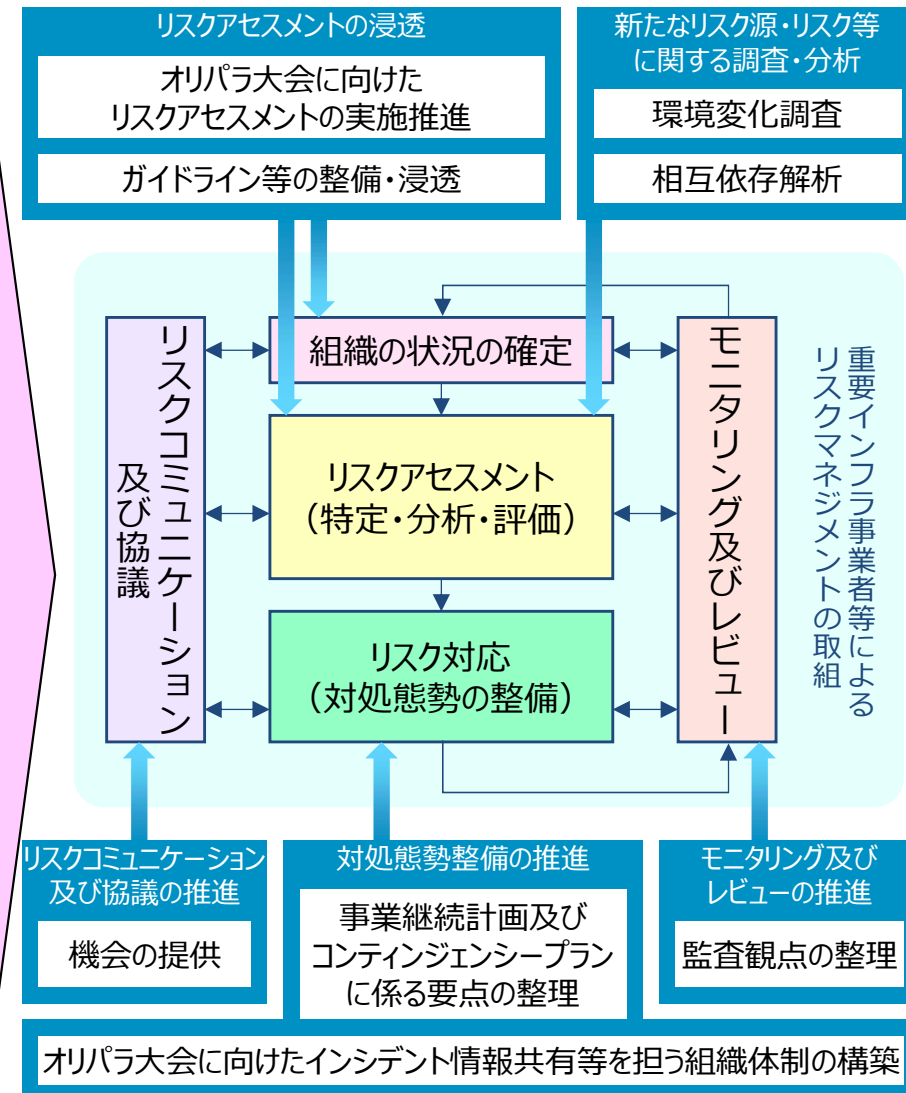 リスクアセスメントの浸透
オリパラ大会に向けた
リスクアセスメントの実施推進
ガイドライン等の整備・浸透
新たなリスク源・リスク等
に関する調査・分析
環境変化調査
相互依存解析
組織の状況の確定
リスクコミュニケーション
及び協議
リスクアセスメント
（特定・分析・評価）
リスク対応
（対処態勢の整備）
モニタリング及びレビュー
重要インフラ事業者等による
リスクマネジメントの取組
リスクコミュニケーション
及び協議の推進
機会の提供
対処態勢整備の推進
事業継続計画及び
コンティンジェンシープラン
に係る要点の整理
モニタリング及び
レビューの推進
監査観点の整理
オリパラ大会に向けたインシデント情報共有等を担う組織体制の構築